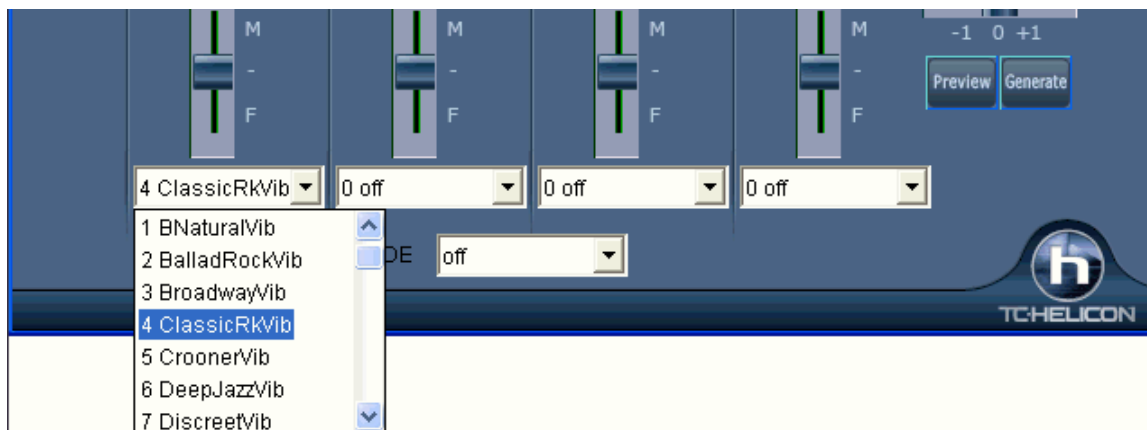 M M M M
- - - -
F F F F
-1 0 +1
Preview Generate
4 ClassicRkVib 0 off 0 off 0 off
1 BNaturalVib
2 BalladRockVib
DE off
3 BroadwayVib
4 ClassicRkVib
5 CroonerVib
6 DeepJazzVib
7 DiscreetVib
h
TC·HELICON